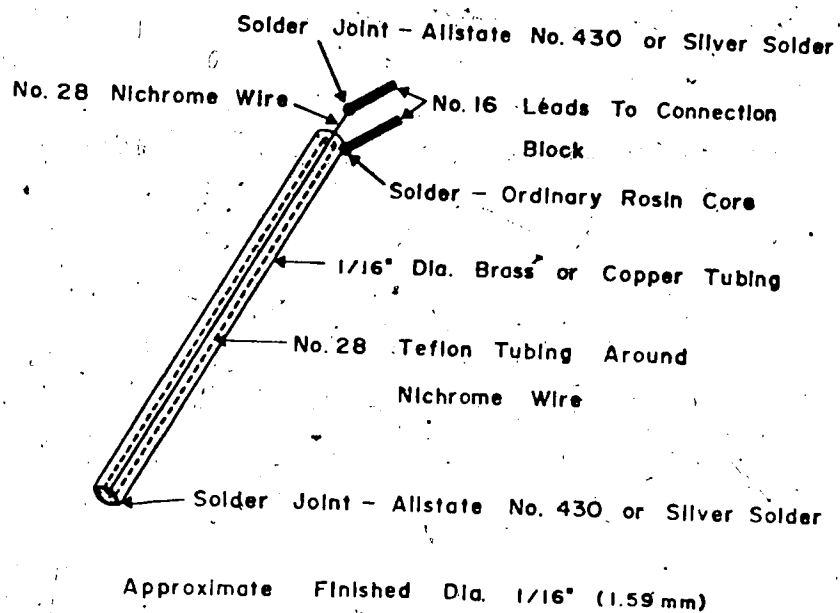 Solder Joint - Allstate No. 430 or Silver Solder
No. 28 Nichrome Wire
No. 16 Leads To Connection
Block
Solder - Ordinary Rosin Core
1/16" Dia. Brass or Copper Tubing
No. 28 Teflon Tubing Around
Nichrome Wire
Solder Joint - Allstate No. 430 or Silver Solder
Approximate Finished Dia. 1/16" (1.59 mm)